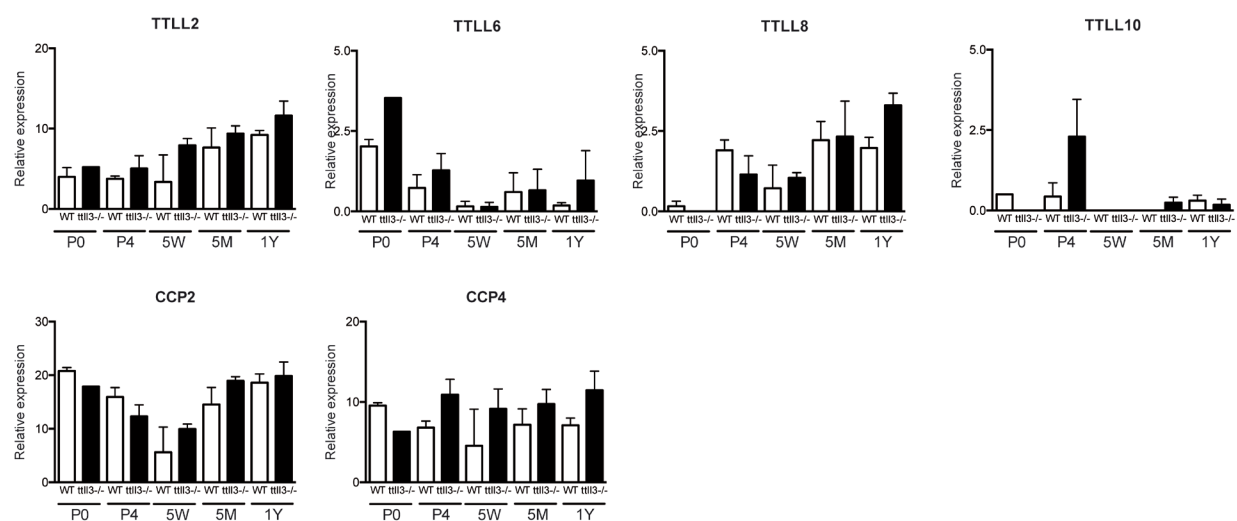 TTLL2
TTLL6
TTLL8
TTLL10
Relative expression
20
10
0
WT ttll3-/- WT ttll3-/- WT ttll3-/- WT ttll3-/- WT ttll3-/-
P0 P4 5W 5M 1Y
Relative expression
5.0
2.5
0.0
WT ttll3-/- WT ttll3-/- WT ttll3-/- WT ttll3-/- WT ttll3-/-
P0 P4 5W 5M 1Y
Relative expression
5.0
2.5
0.0
WT ttll3-/- WT ttll3-/- WT ttll3-/- WT ttll3-/- WT ttll3-/-
P0 P4 5W 5M 1Y
Relative expression
5.0
2.5
0.0
WT ttll3-/- WT ttll3-/- WT ttll3-/- WT ttll3-/- WT ttll3-/-
P0 P4 5W 5M 1Y
CCP2
CCP4
Relative expression
30
20
10
0
WT ttll3-/- WT ttll3-/- WT ttll3-/- WT ttll3-/- WT ttll3-/-
P0 P4 5W 5M 1Y
Relative expression
20
10
0
WT ttll3-/- WT ttll3-/- WT ttll3-/- WT ttll3-/- WT ttll3-/-
P0 P4 5W 5M 1Y